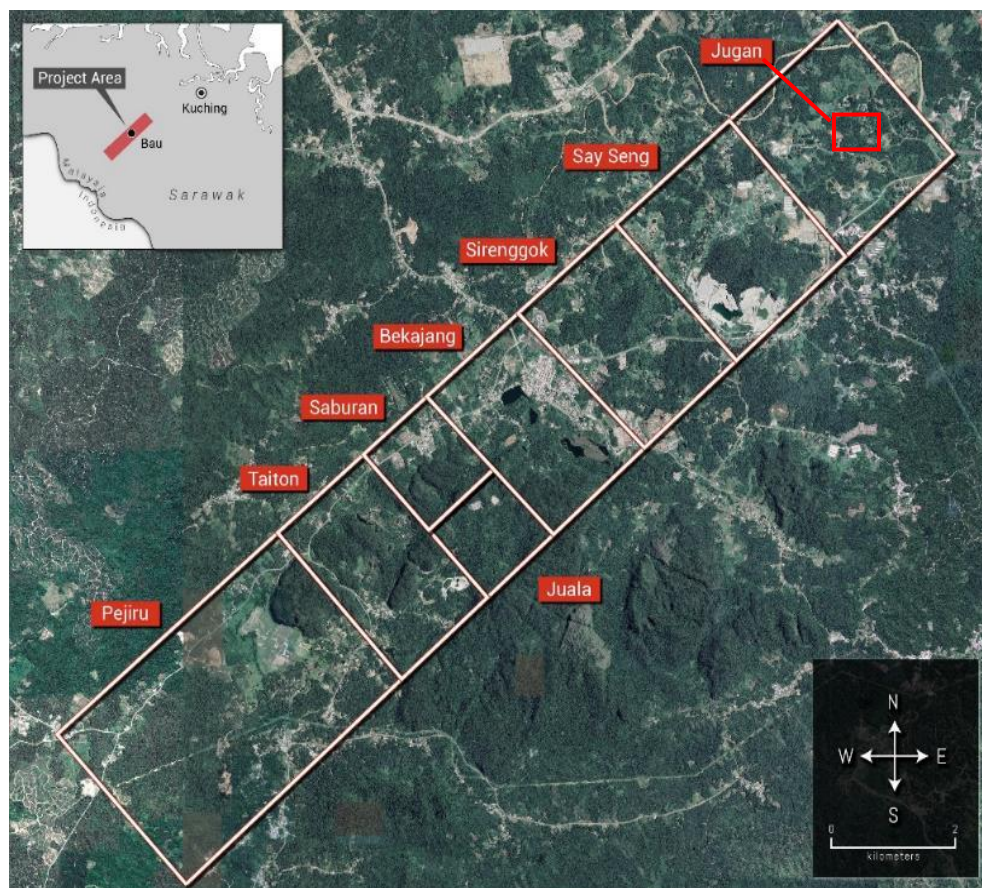 Project Area
Kuching
Bau
Malaysia
Indonesia
Sarawak
Jugan
Say Seng
Sirenggok
Bekajang
Saburan
Taiton
Pejiru
Juala
N
W E
S
0 2
kilometers